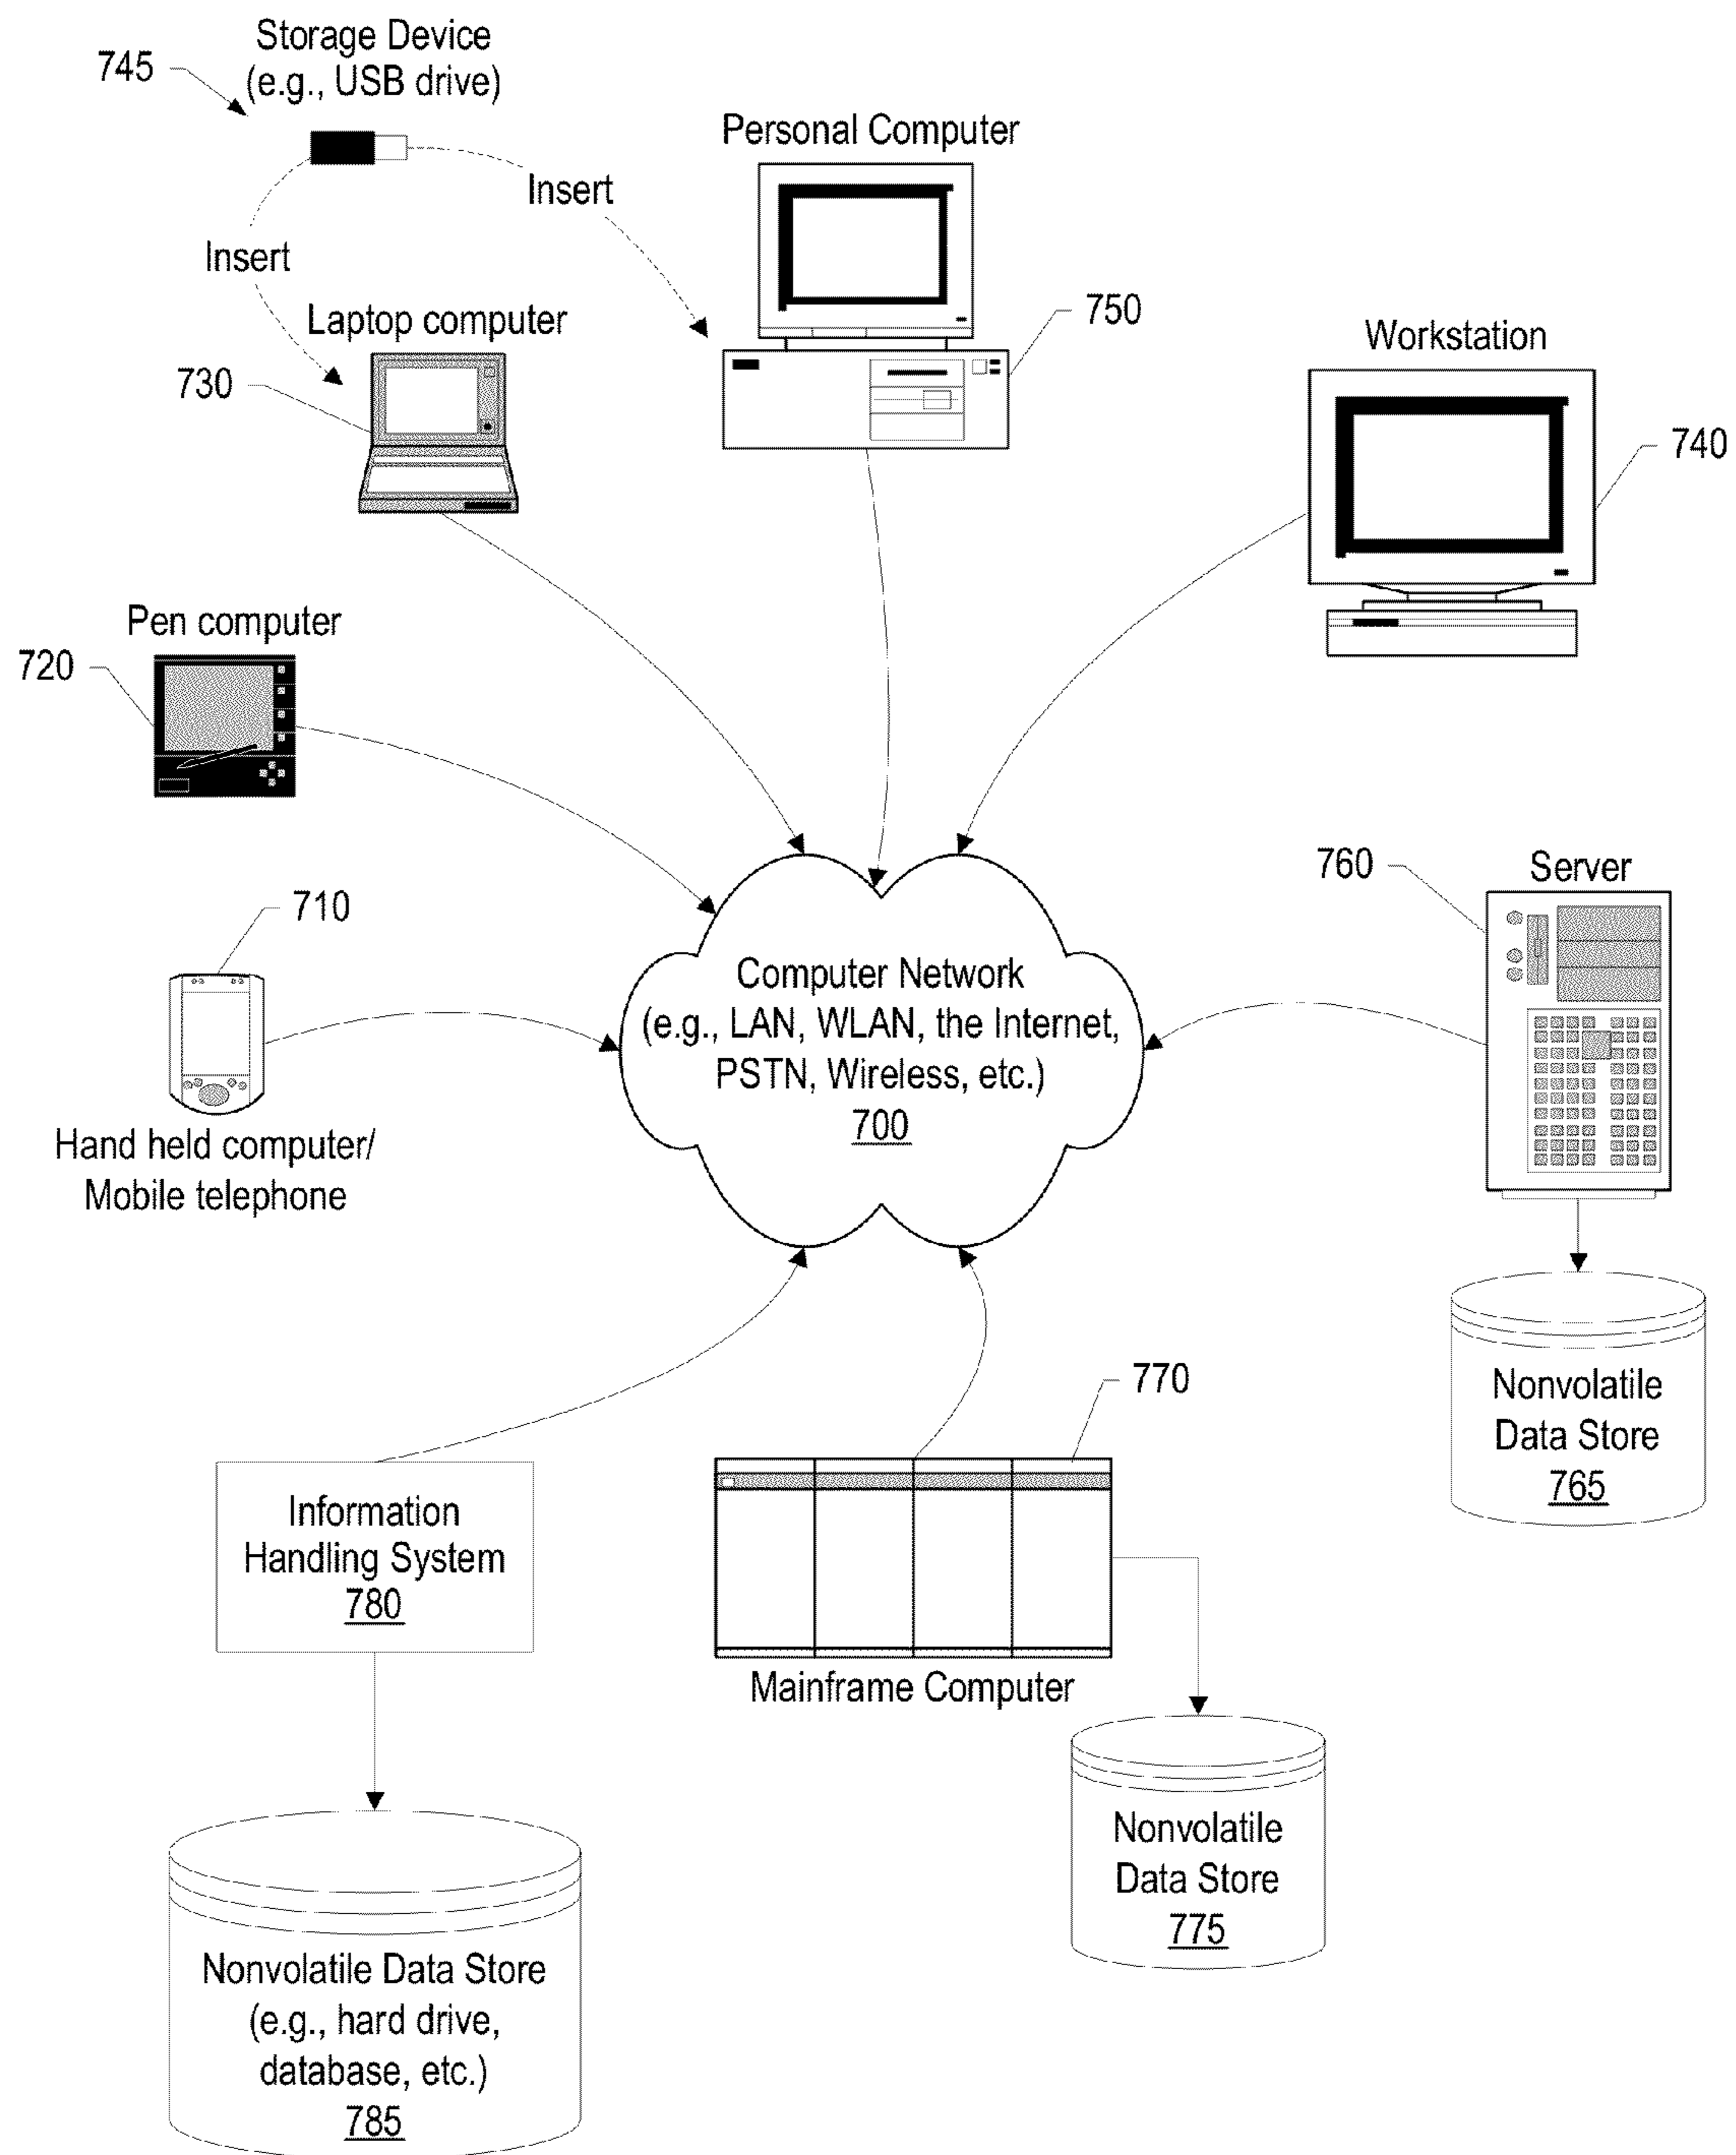 Storage Device
(e.g., USB drive)
745
Insert
Insert
Personal Computer
750
Laptop computer
730
Workstation
740
Pen computer
720
710
Hand held computer/
Mobile telephone
Computer Network
(e.g., LAN, WLAN, the Internet,
PSTN, Wireless, etc.)
700
760
Server
Nonvolatile
Data Store
765
Information
Handling System
780
770
Mainframe Computer
Nonvolatile
Data Store
775
Nonvolatile Data Store
(e.g., hard drive,
database, etc.)
785